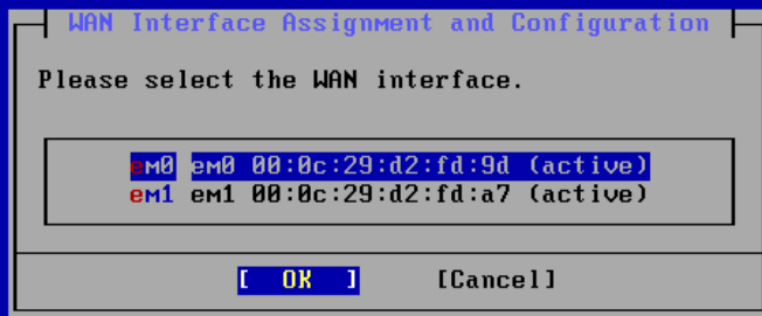 WAN Interface Assignment and Configuration
Please select the WAN interface.
em0 em0 00:0c:29:d2:fd:9d (active)
em1 em1 00:0c:29:d2:fd:a7 (active)
[ OK ] [Cancel]